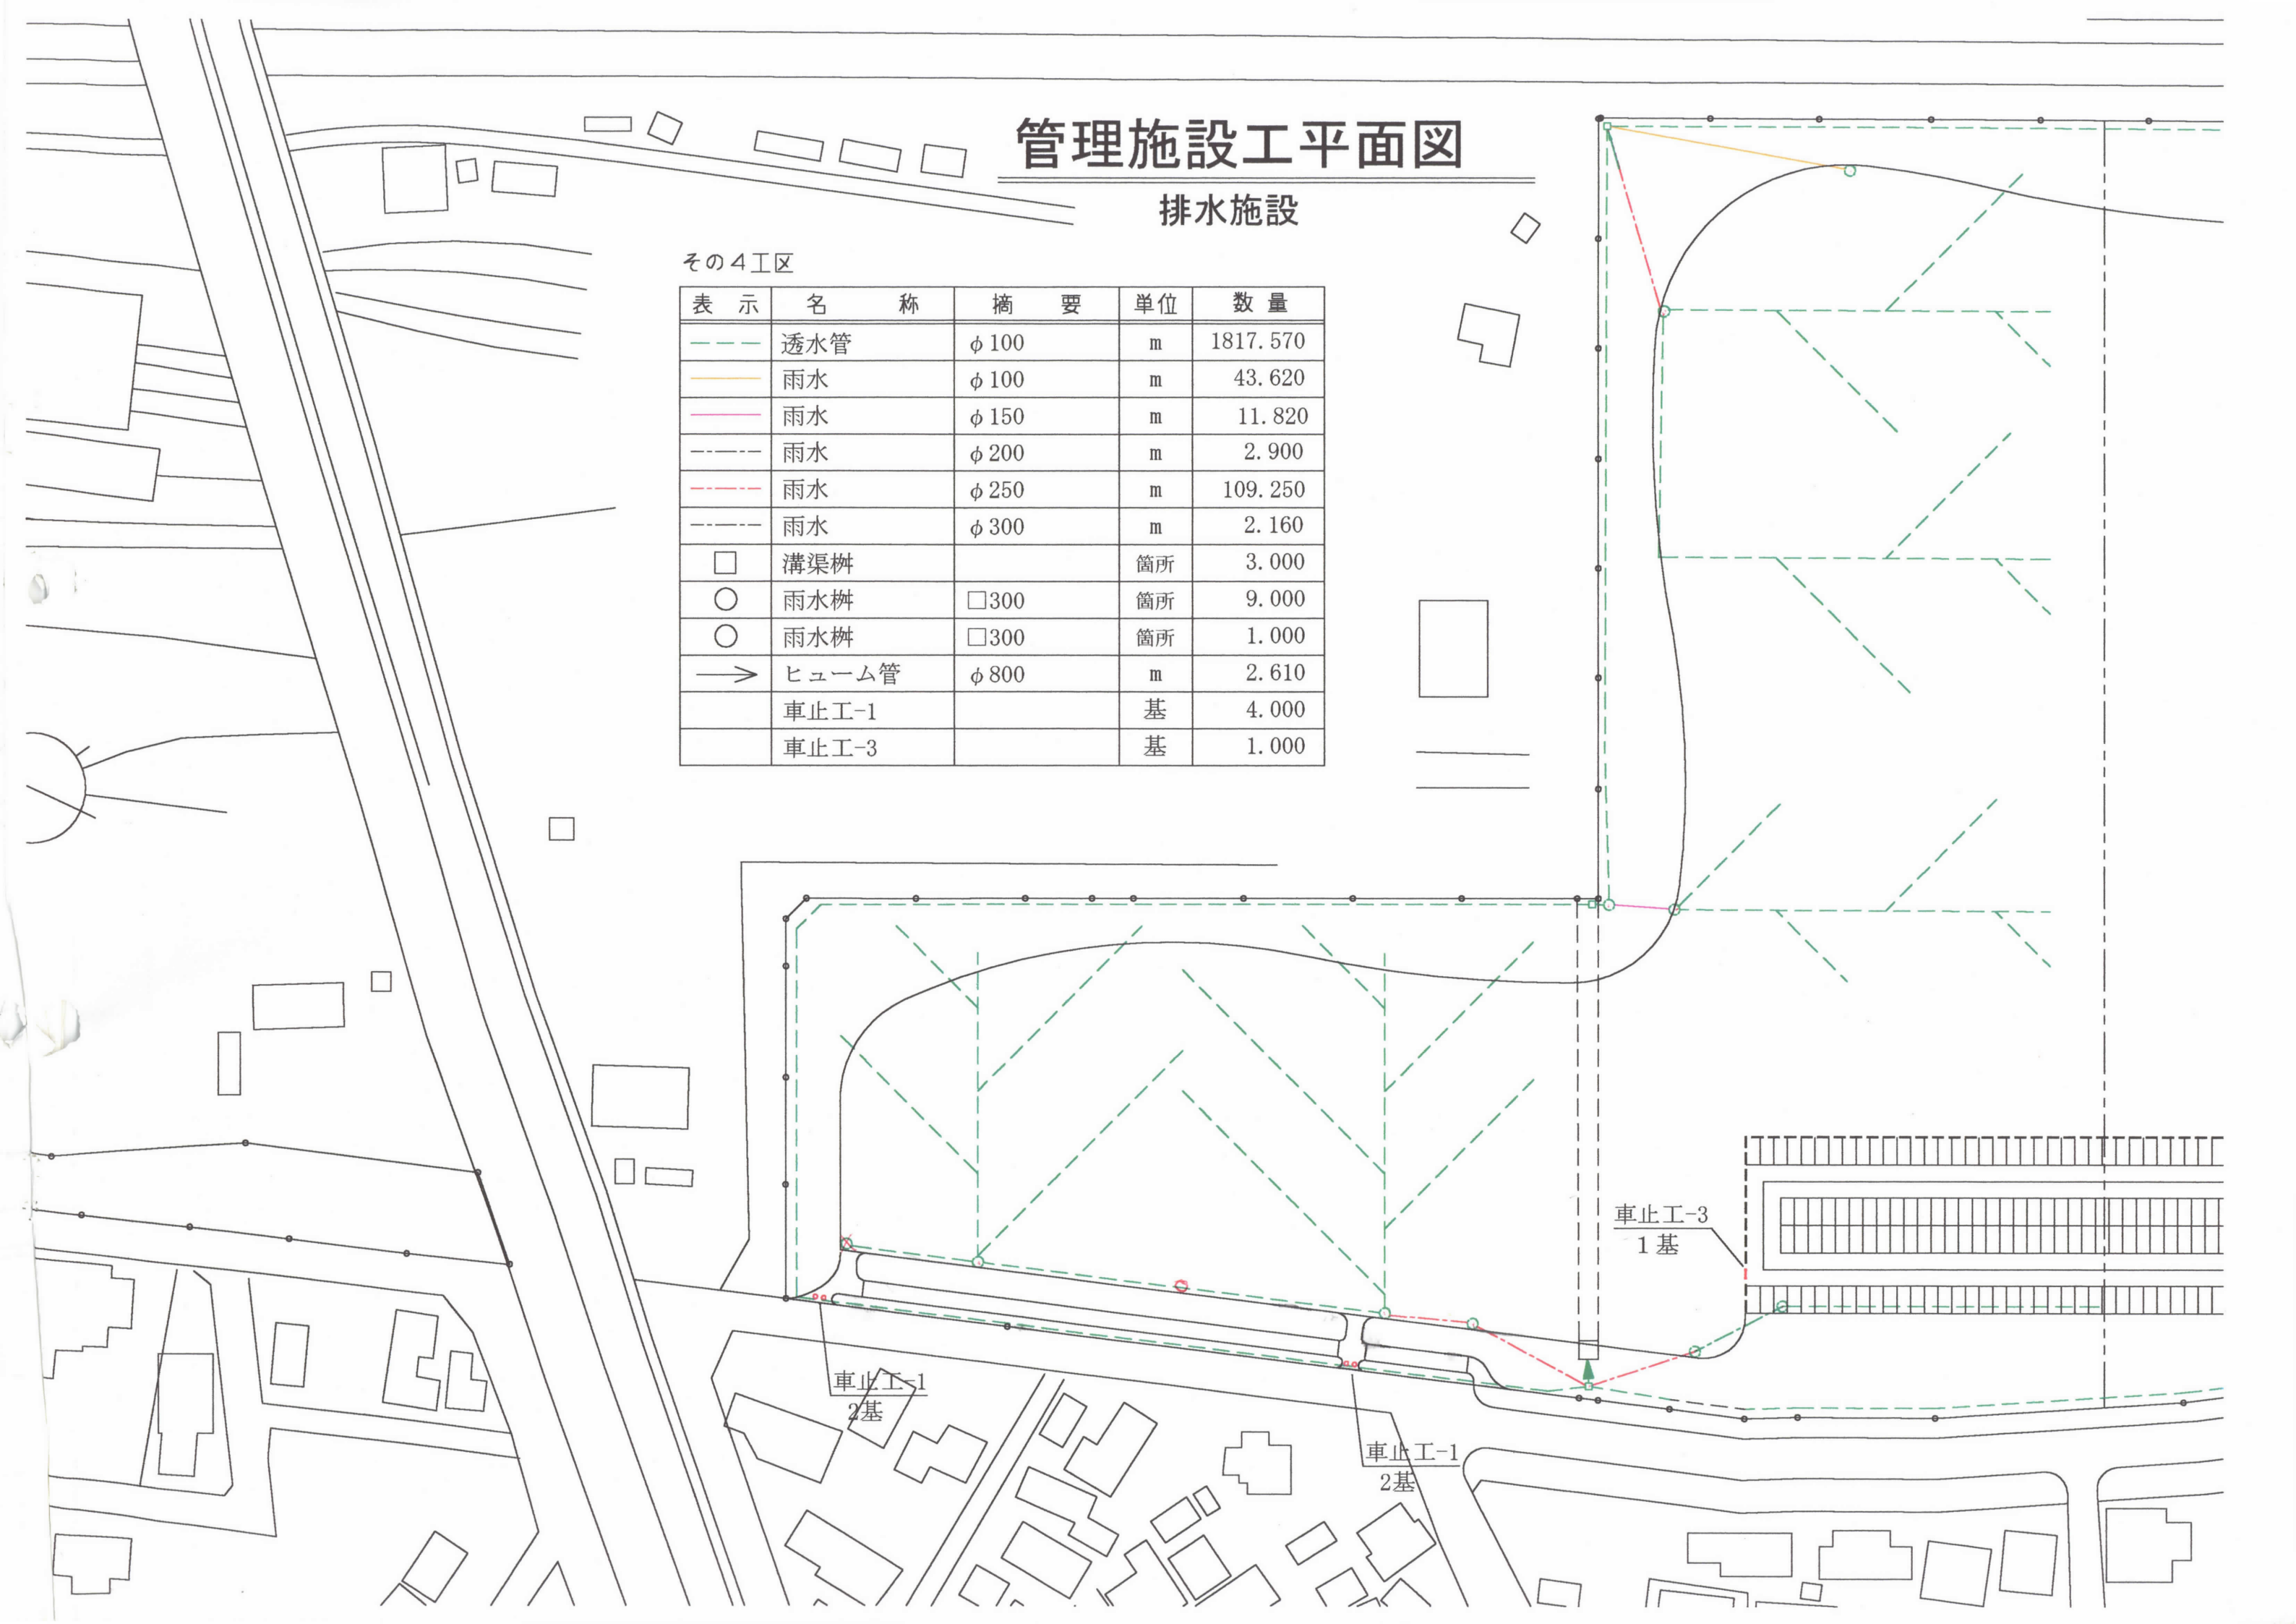 管理施設工平面図
排水施設
その4工区
表 示 名 称 摘 要 単位 数量
透水管 φ100 m 1817.570
雨水 φ100 m 43.620
雨水 φ150 m 11.820
雨水 φ200 m 2.900
雨水 φ250 m 109.250
雨水 φ300 m 2.160
溝渠桝 箇所 3.000
雨水桝 □300 箇所 9.000
雨水桝 □300 箇所 1.000
ヒューム管 φ800 m 2.610
車止工-1 基 4.000
車止工-3 基 1.000
車止工-3
1基
車止工-1
2基
車止工-1
2基